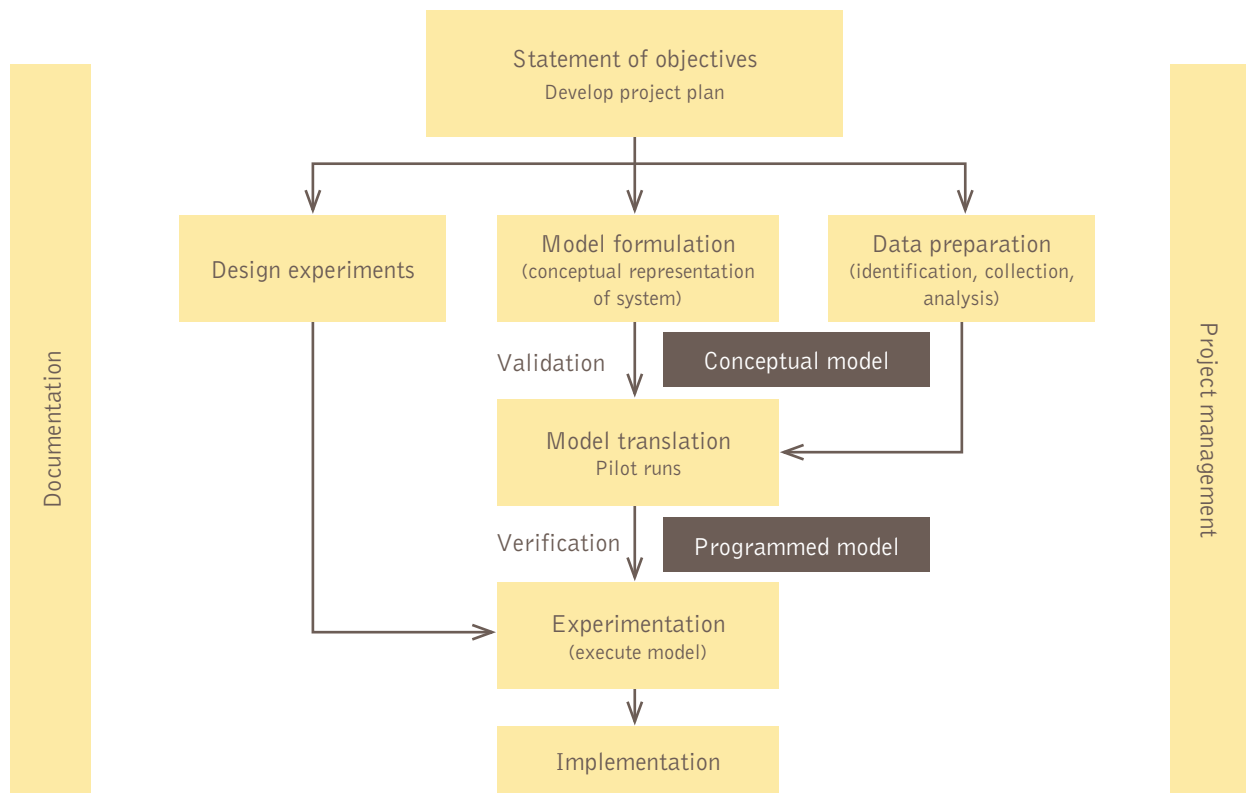 Statement of objectives
Develop project plan
Design experiments
Model formulation
(conceptual representation
of system)
Data preparation
(identification, collection,
analysis)
Validation
Conceptual model
Model translation
Pilot runs
Verification
Programmed model
Experimentation
(execute model)
Implementation
Documentation
Project management